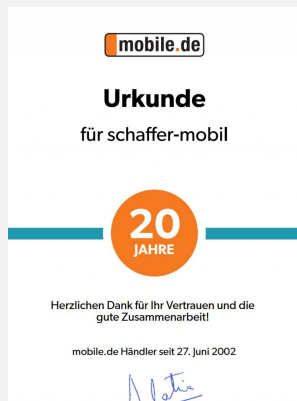 mobile.de
Urkunde
für schaffer-mobil
20
JAHRE
Herzlichen Dank für Ihr Vertrauen und die
gute Zusammenarbeit!
mobile.de Händler seit 27. Juni 2002